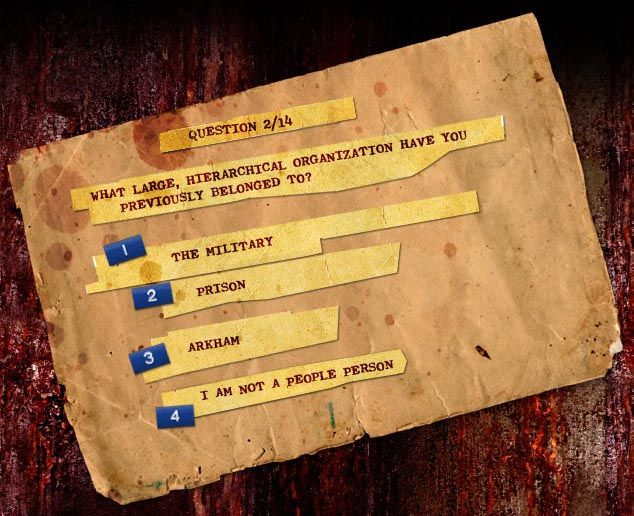 QUESTION 2/14
WHAT LARGE, HIERARCHICAL ORGANIZATION HAVE YOU
PREVIOUSLY BELONGED TO?
1 THE MILITARY
2 PRISON
3 ARKHAM
4 I AM NOT A PEOPLE PERSON